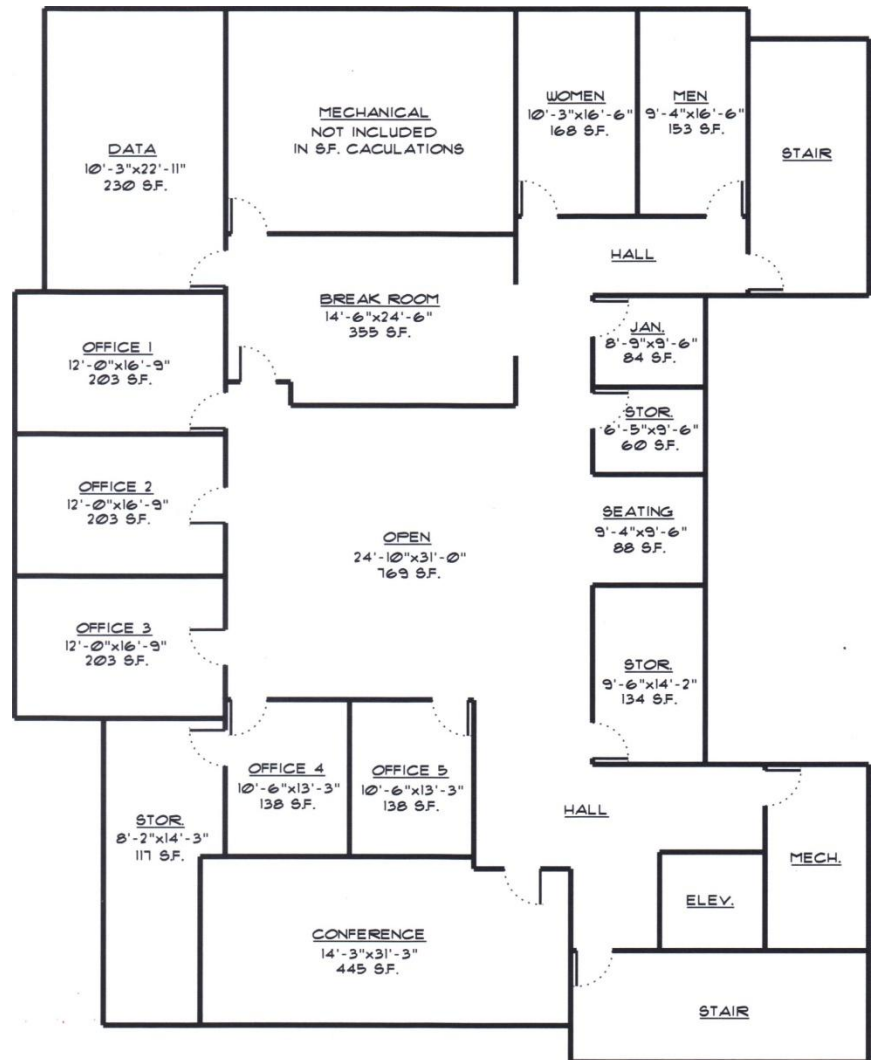 DATA
10'-3"x22'-11"
230 S.F.
MECHANICAL
NOT INCLUDED
IN S.F. CACULATIONS
WOMEN
10'-3"x16'-6"
168 S.F.
MEN
9'-4"x16'-6"
153 S.F.
STAIR
HALL
BREAK ROOM
14'-6"x24'-6"
355 S.F.
JAN.
8'-9"x9'-6"
84 S.F.
OFFICE 1
12'-0"x16'-9"
203 S.F.
STOR.
6'-5"x9'-6"
60 S.F.
OFFICE 2
12'-0"x16'-9"
203 S.F.
SEATING
9'-4"x9'-6"
88 S.F.
OPEN
24'-10"x31'-0"
769 S.F.
OFFICE 3
12'-0"x16'-9"
203 S.F.
STOR.
9'-6"x14'-2"
134 S.F.
OFFICE 4
10'-6"x13'-3"
138 S.F.
OFFICE 5
10'-6"x13'-3"
138 S.F.
STOR.
8'-2"x14'-3"
117 S.F.
HALL
MECH.
ELEV.
CONFERENCE
14'-3"x31'-3"
445 S.F.
STAIR